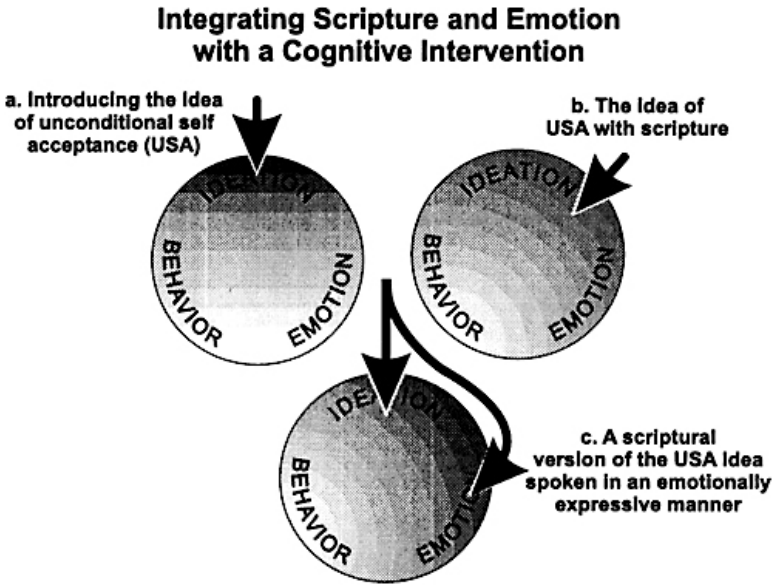 Integrating Scripture and Emotion
with a Cognitive Intervention
a. Introducing the idea
of unconditional self
acceptance (USA)
b. The idea of
USA with scripture
IDEATION
BEHAVIOR
EMOTION
IDEATION
BEHAVIOR
EMOTION
IDEATION
BEHAVIOR
EMOTION
c. A scriptural
version of the USA idea
spoken in an emotionally
expressive manner